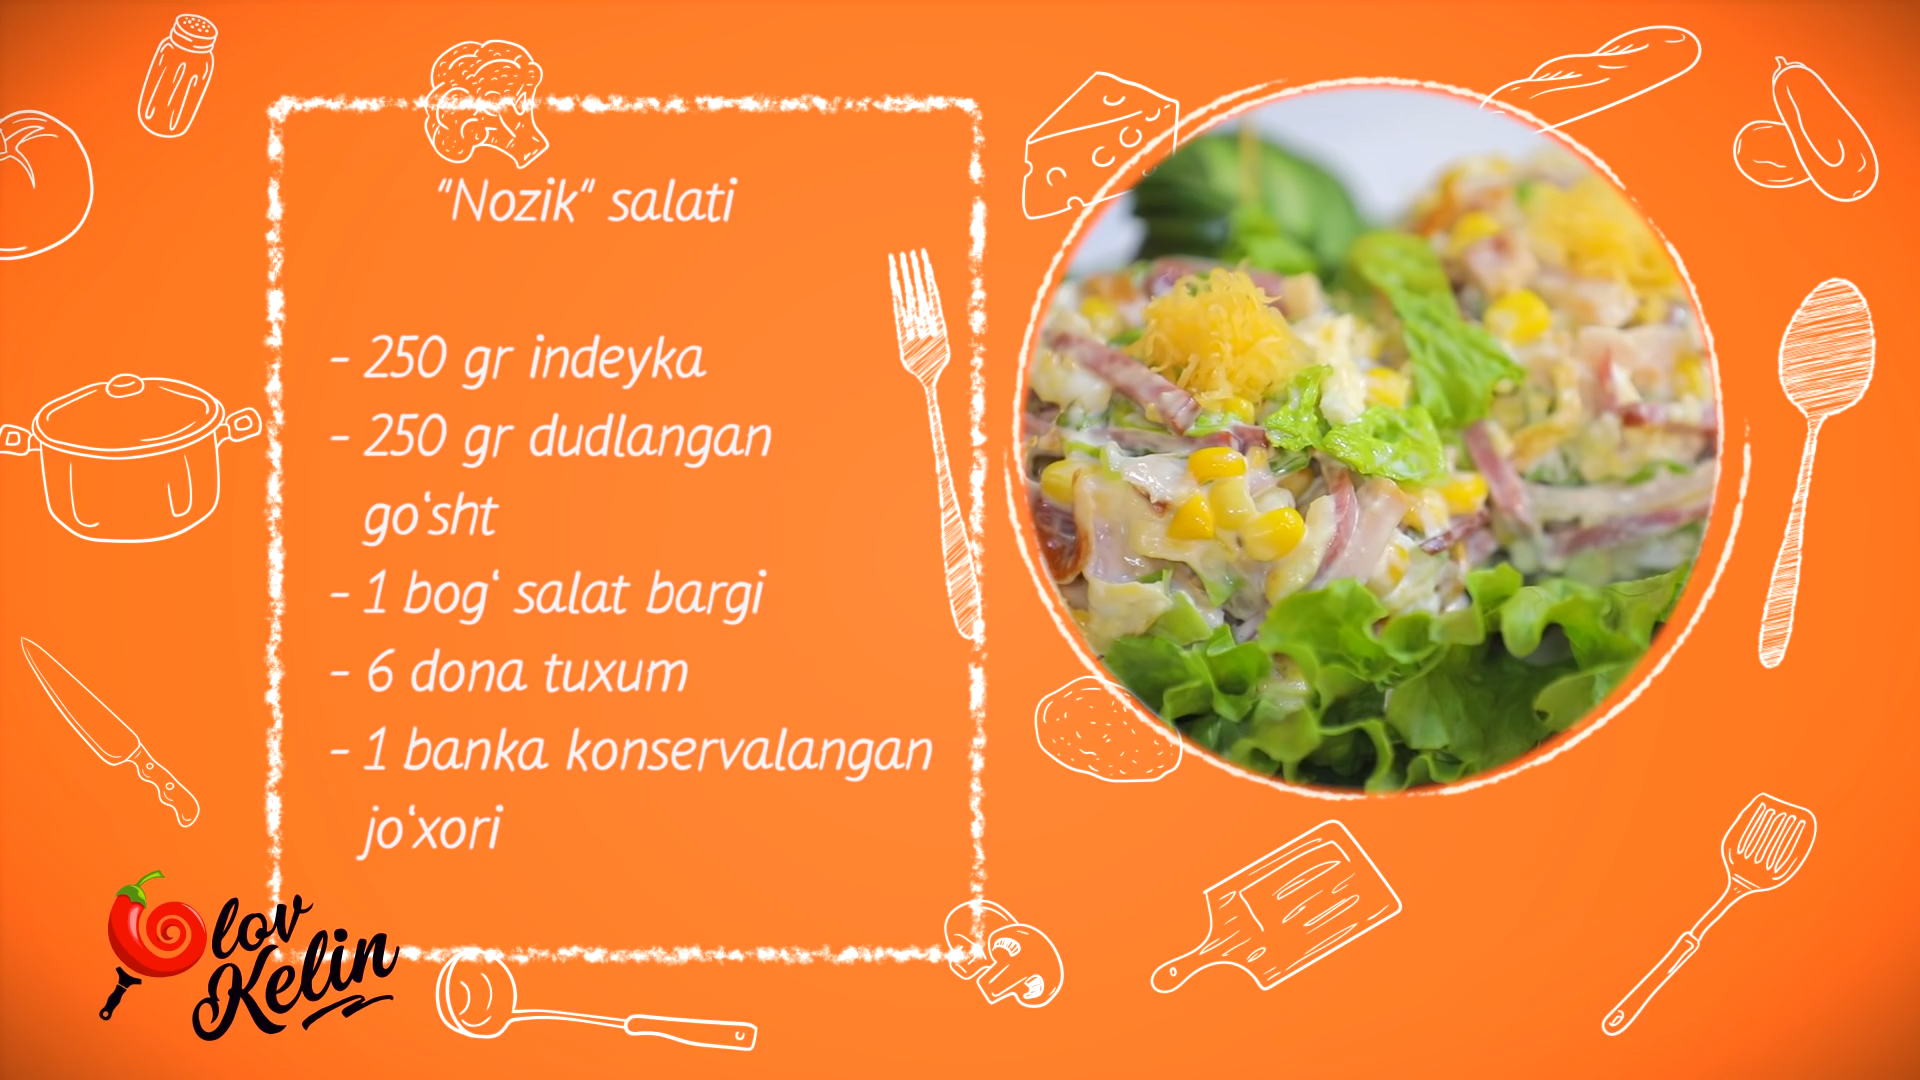 “Nozik“ salati
- 250 gr indeyka
- 250 gr dudlangan
go‘sht
- 1 bog‘ salat bargi
- 6 dona tuxum
- 1 banka konservalangan
jo‘xori
Olov
Kelin